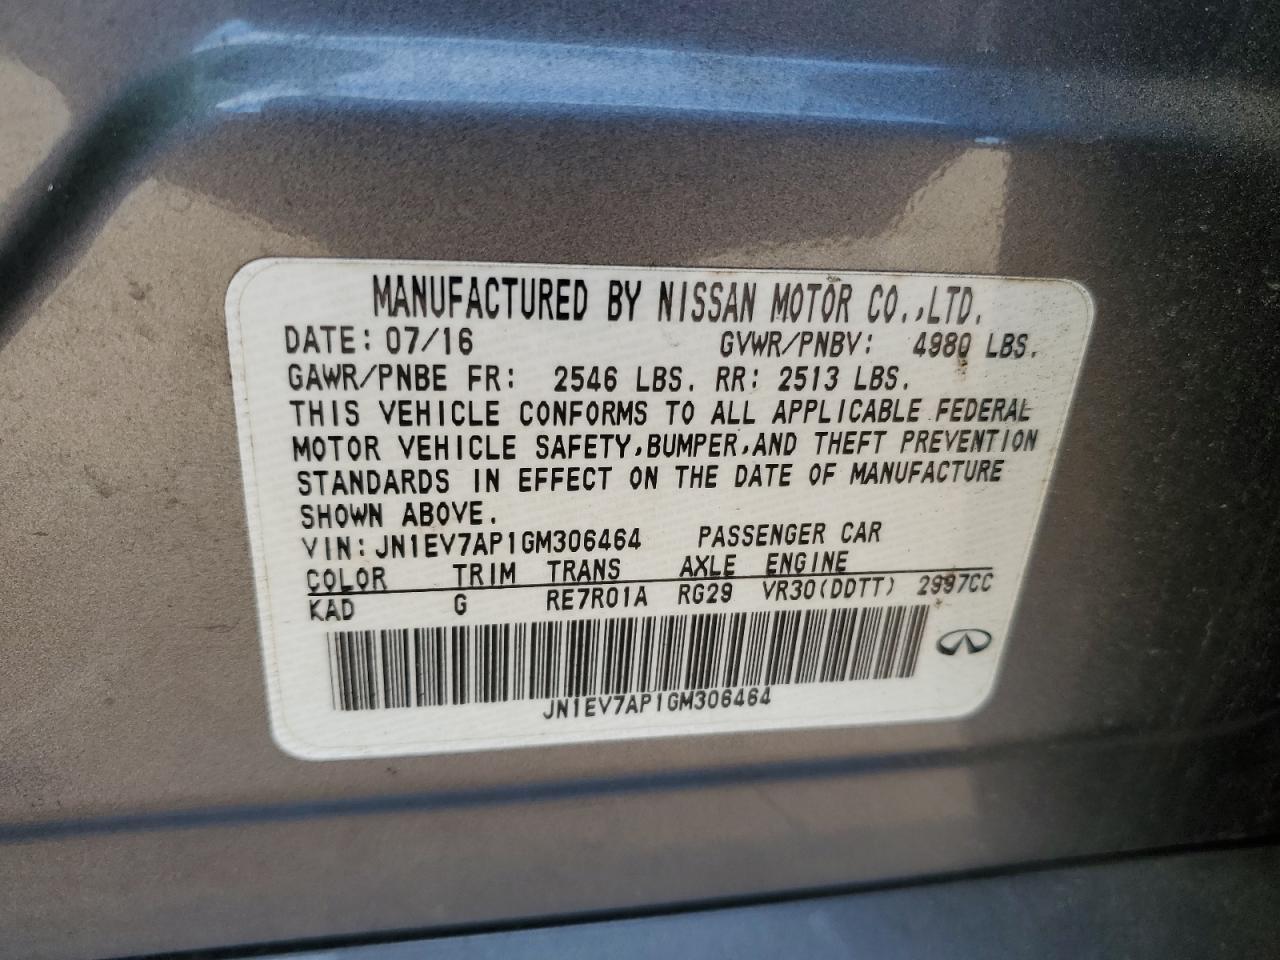 MANUFACTURED BY NISSAN MOTOR CO.,LTD.
DATE: 07/16 GVWR/PNBV: 4980 LBS.
GAWR/PNBE FR: 2546 LBS. RR: 2513 LBS.
THIS VEHICLE CONFORMS TO ALL APPLICABLE FEDERAL
MOTOR VEHICLE SAFETY,BUMPER,AND THEFT PREVENTION
STANDARDS IN EFFECT ON THE DATE OF MANUFACTURE
SHOWN ABOVE.
VIN: JN1EV7AP1GM306464 PASSENGER CAR
COLOR TRIM TRANS AXLE ENGINE
KAD G RE7R01A RG29 VR30(DDTT) 2997CC
JN1EV7AP1GM306464